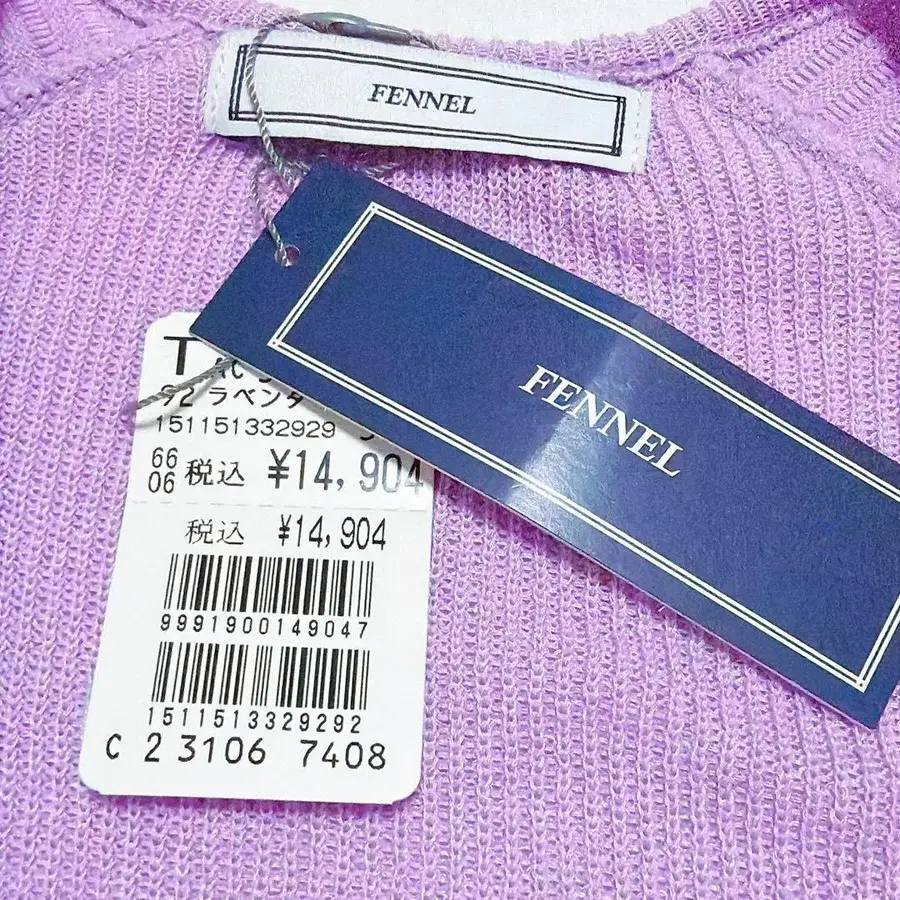 FENNEL
FENNEL
T
92 ラベンダ
151151332929
66
06 税込 ¥14,904
税込 ¥14,904
9991900149047
1511513329292
C 2 3106 7408